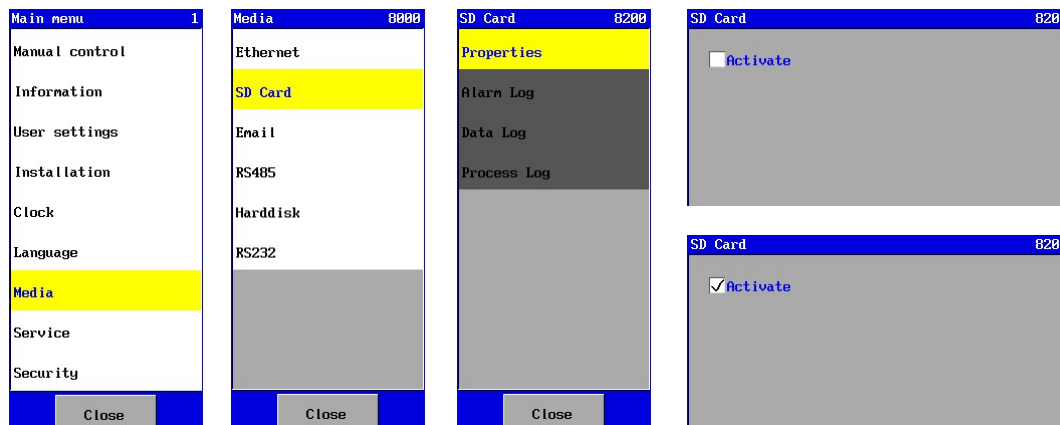 Main menu 1
Manual control
Information
User settings
Installation
Clock
Language
Media
Service
Security
Close
Media 8000
Ethernet
SD Card
Email
RS485
Harddisk
RS232
Close
SD Card 8200
Properties
Alarm Log
Data Log
Process Log
Close
SD Card 820
Activate
SD Card 820
Activate